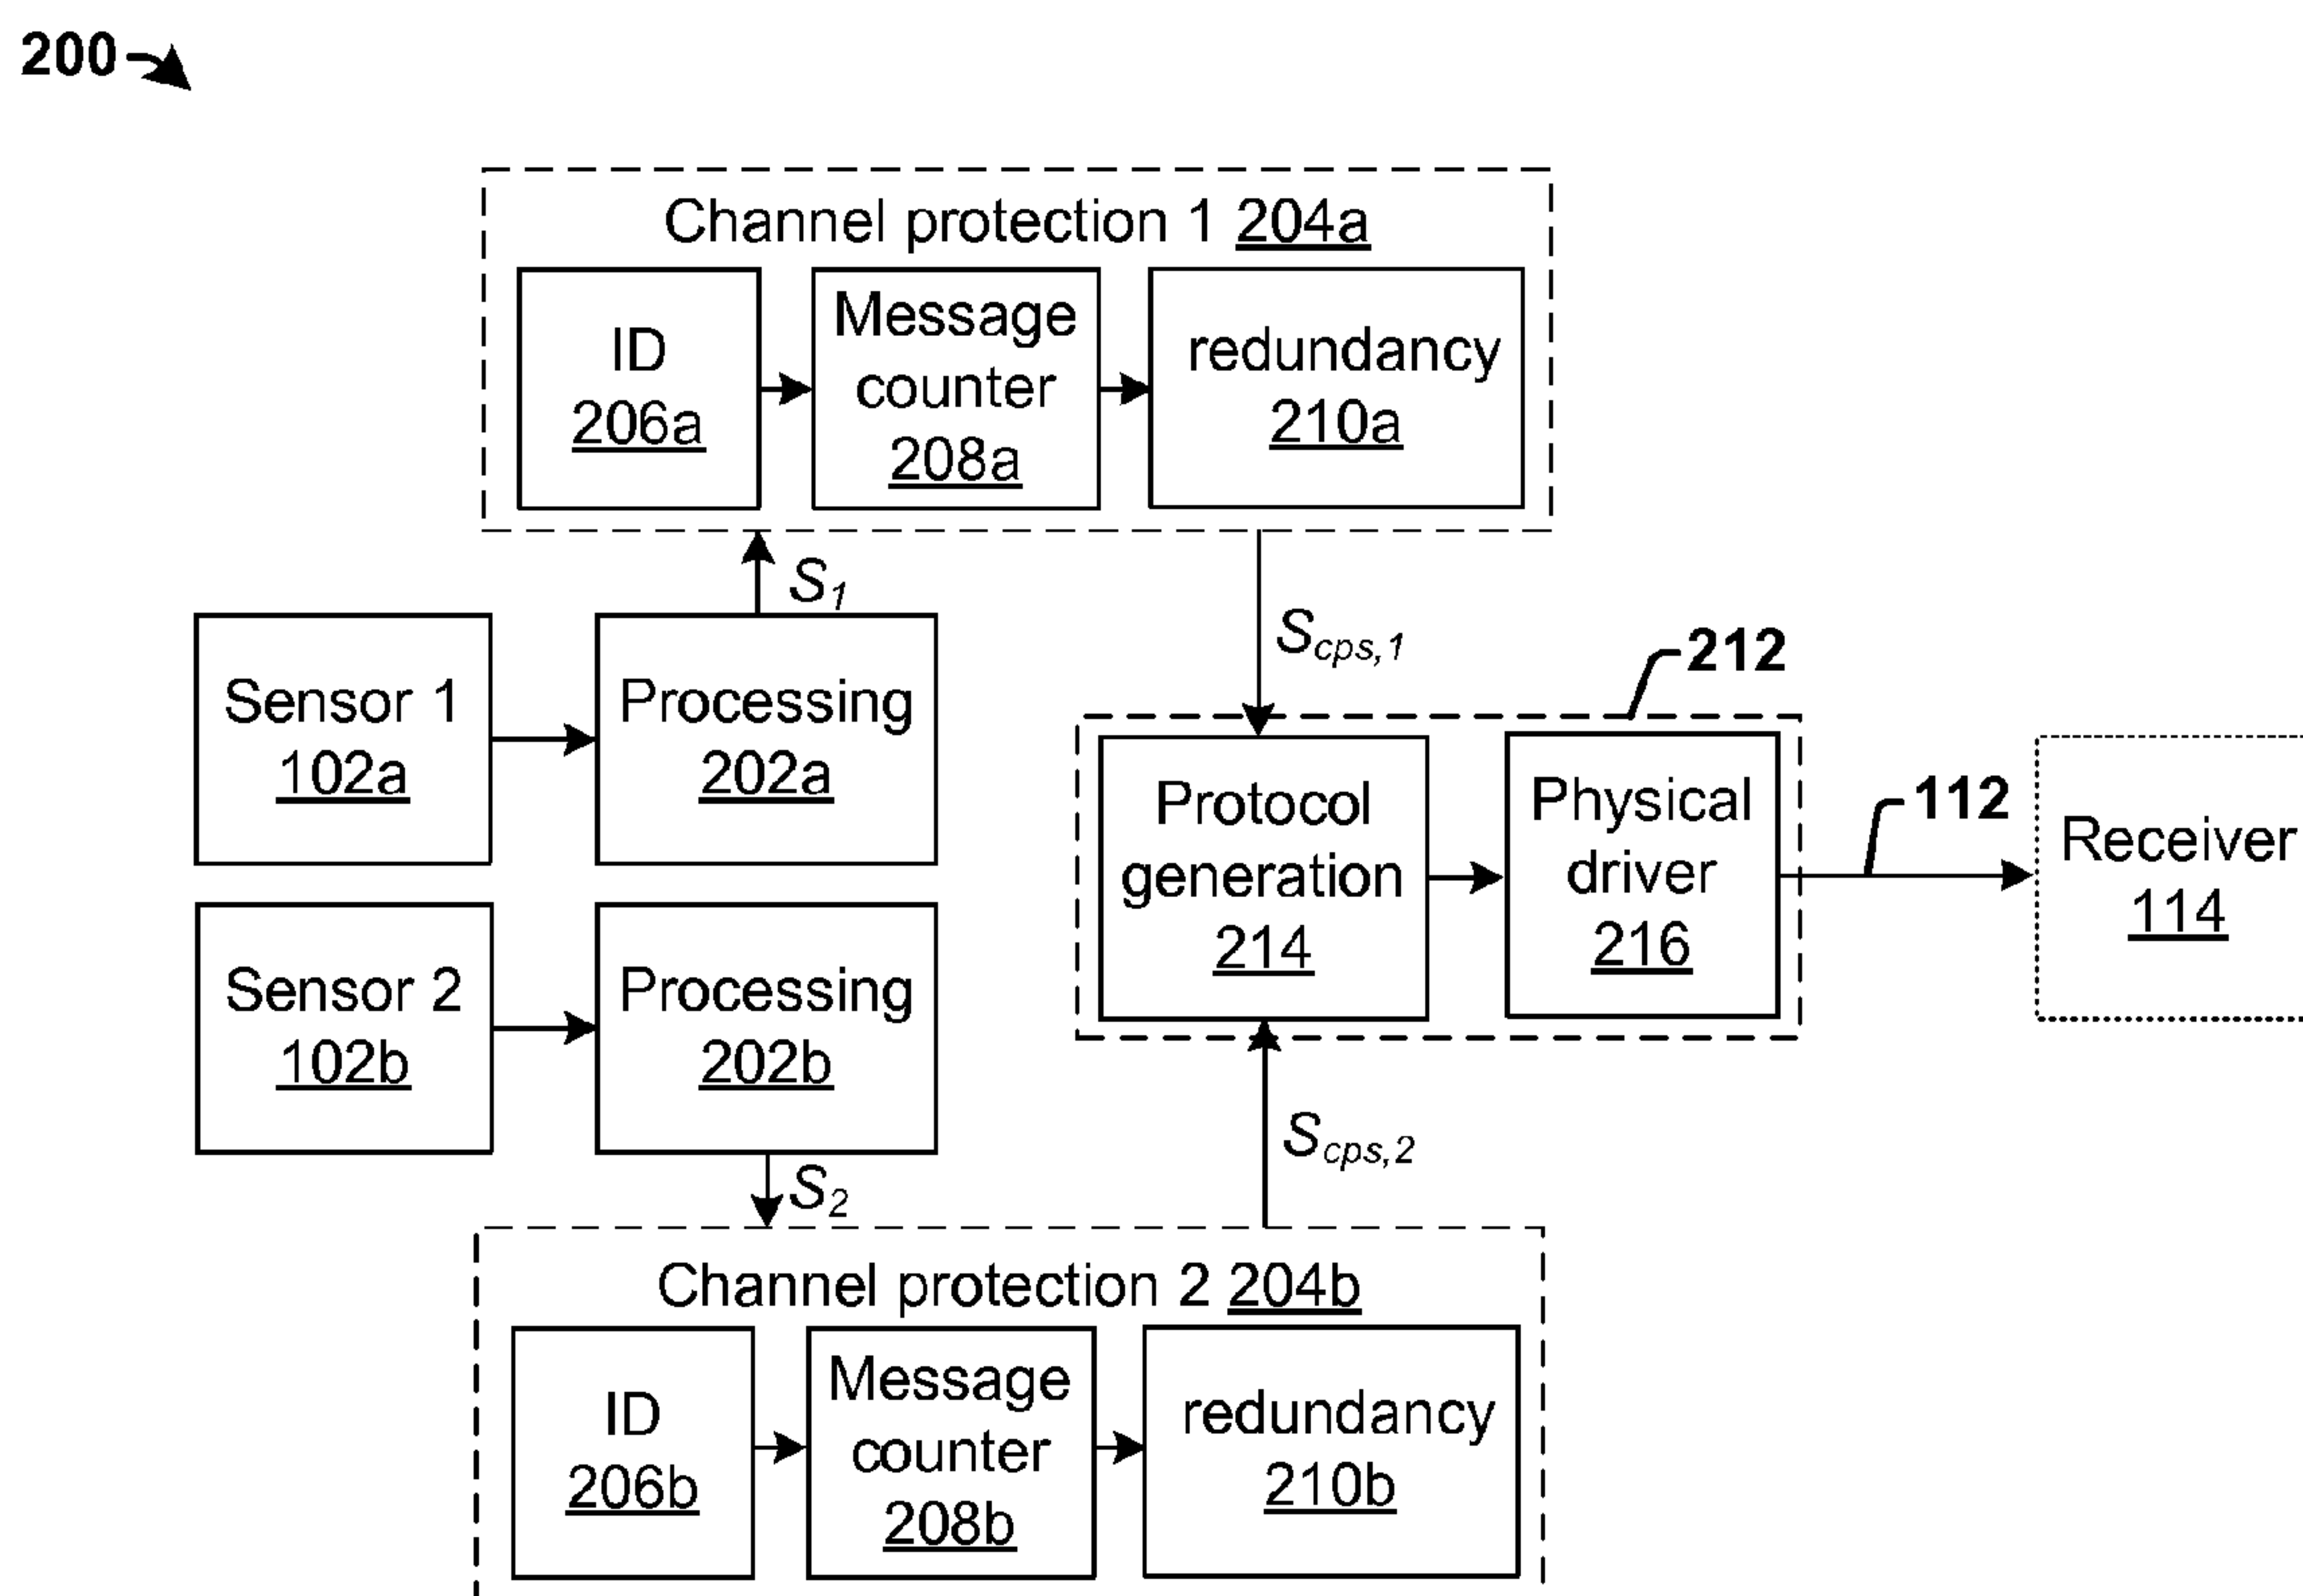 200
Channel protection 1 204a
ID
206a
Message
counter
208a
redundancy
210a
S1
Scps,1
Sensor 1
102a
Processing
202a
212
Protocol
generation
214
Physical
driver
216
112
Receiver
114
Sensor 2
102b
Processing
202b
S2
Scps,2
Channel protection 2 204b
ID
206b
Message
counter
208b
redundancy
210b